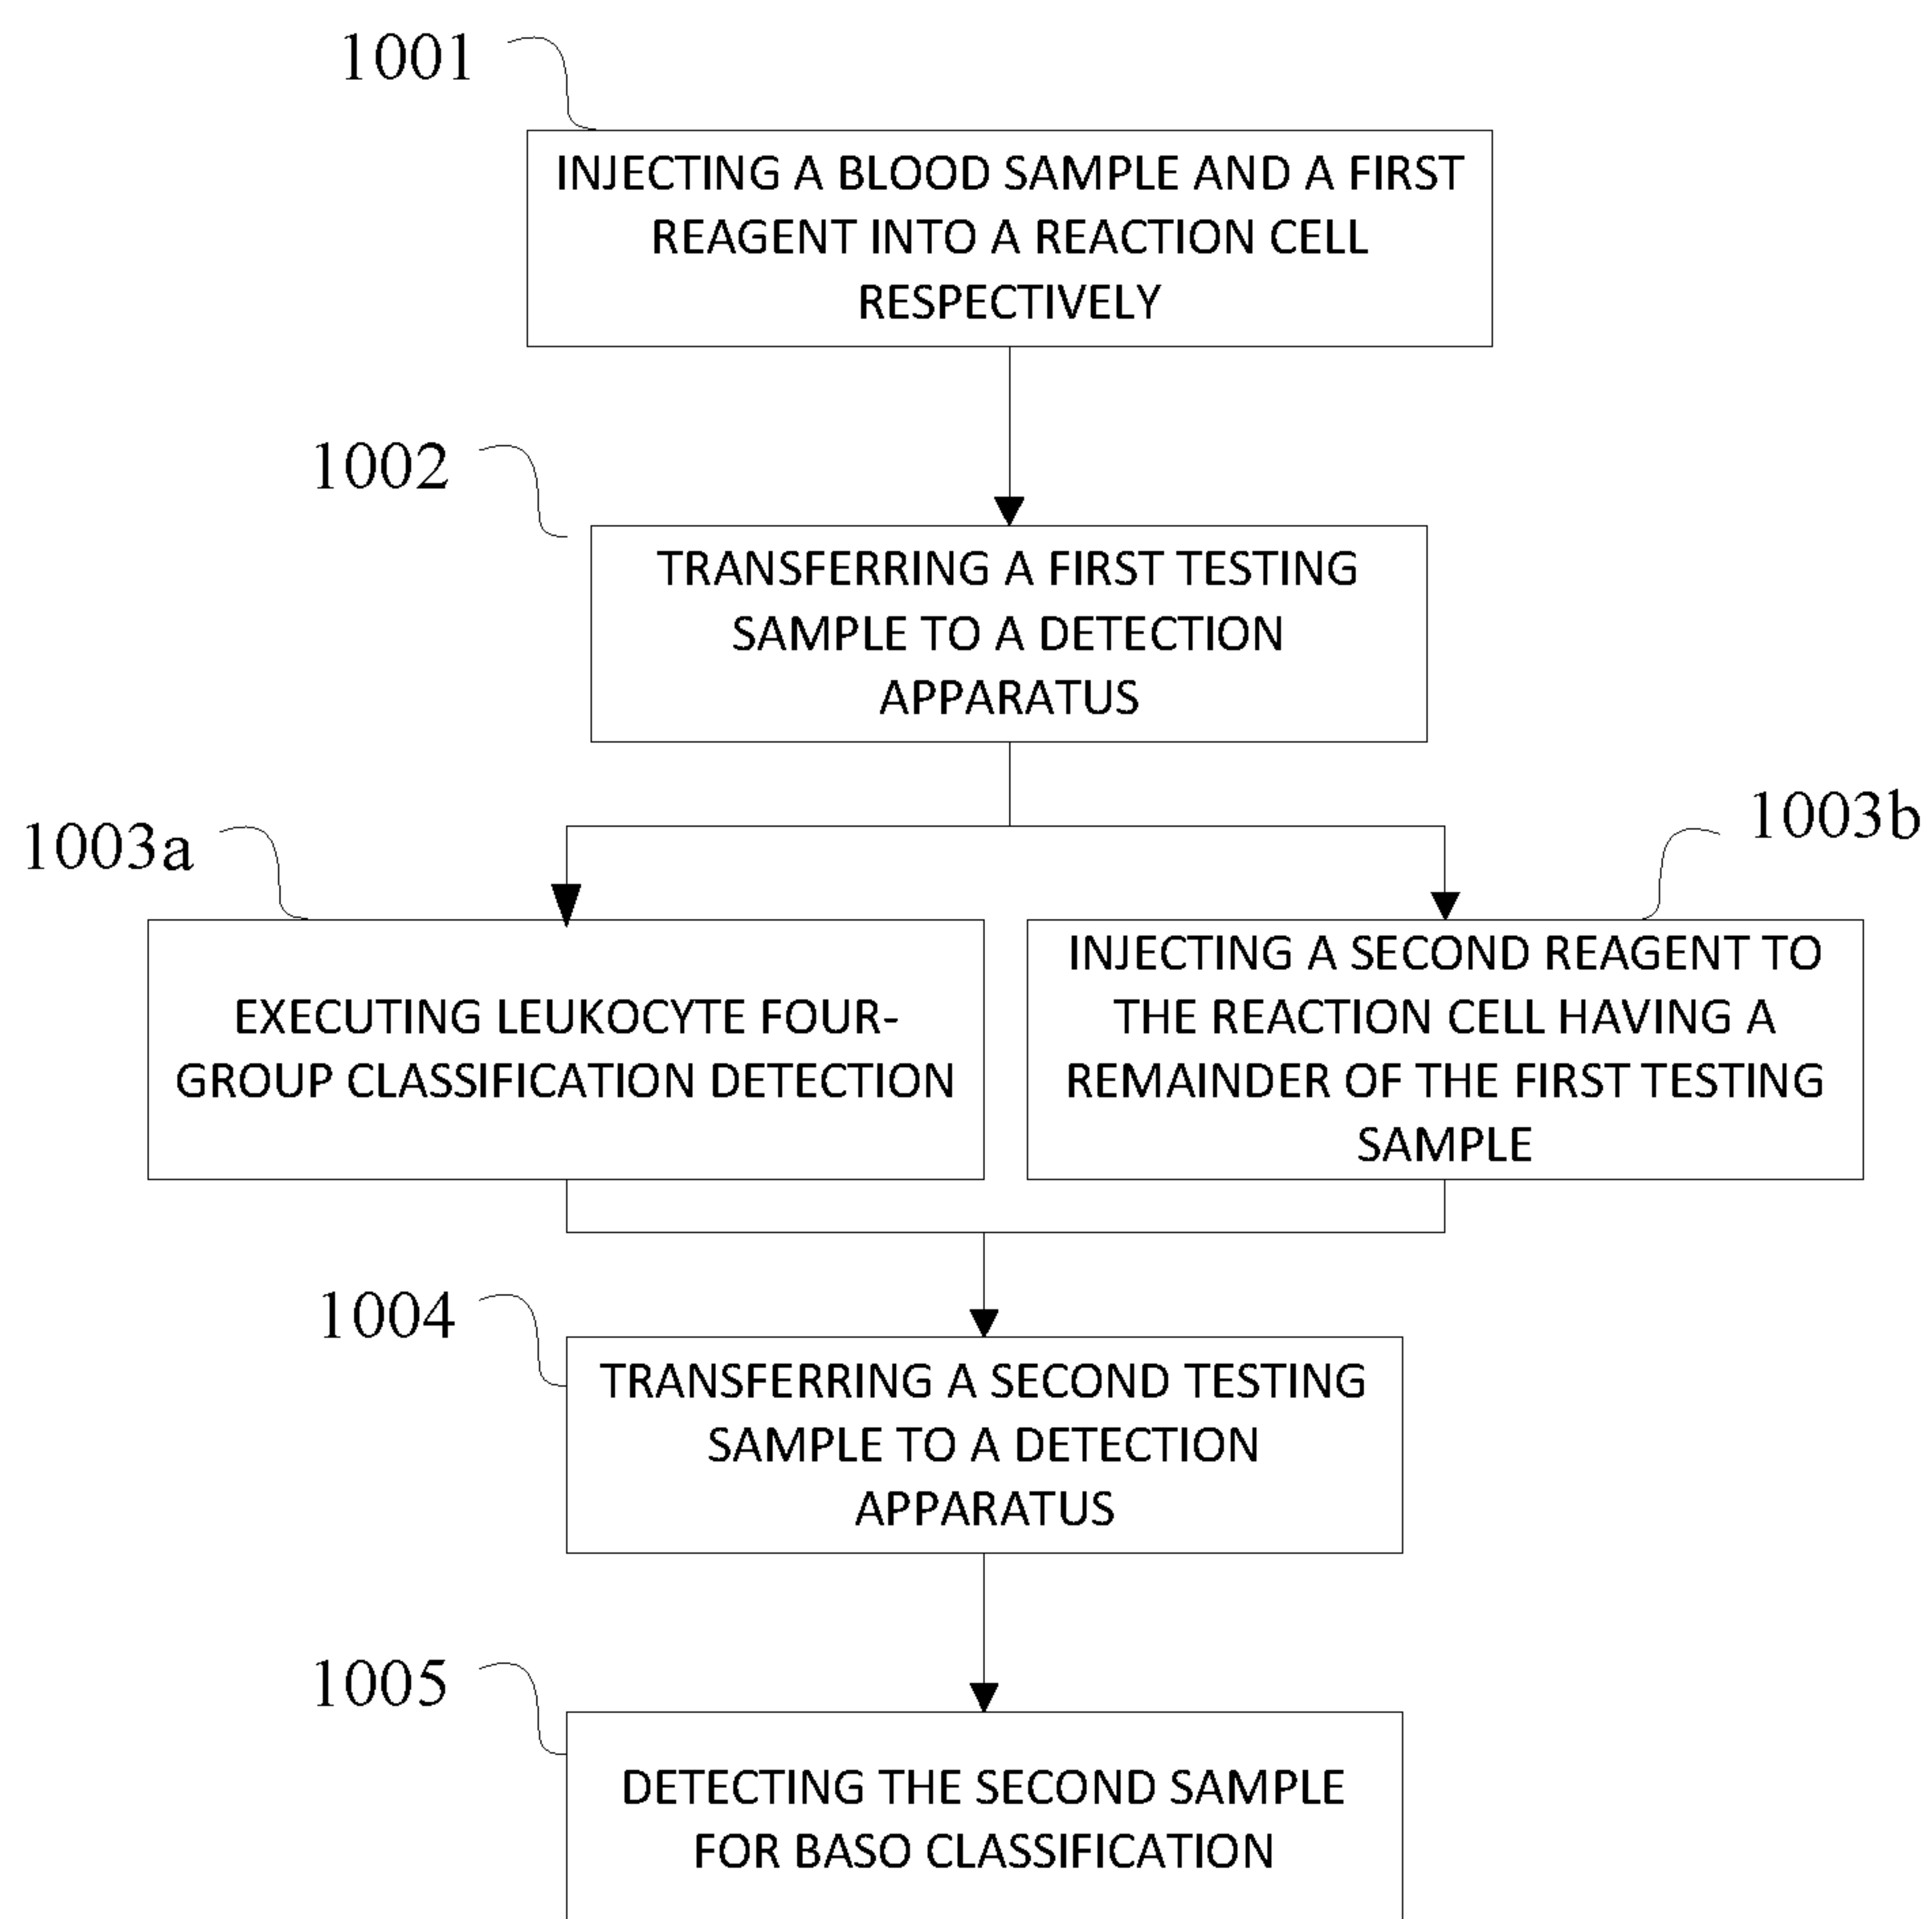 1001
INJECTING A BLOOD SAMPLE AND A FIRST
REAGENT INTO A REACTION CELL
RESPECTIVELY
1002
TRANSFERRING A FIRST TESTING
SAMPLE TO A DETECTION
APPARATUS
1003a
EXECUTING LEUKOCYTE FOUR-
GROUP CLASSIFICATION DETECTION
1003b
INJECTING A SECOND REAGENT TO
THE REACTION CELL HAVING A
REMAINDER OF THE FIRST TESTING
SAMPLE
1004
TRANSFERRING A SECOND TESTING
SAMPLE TO A DETECTION
APPARATUS
1005
DETECTING THE SECOND SAMPLE
FOR BASO CLASSIFICATION